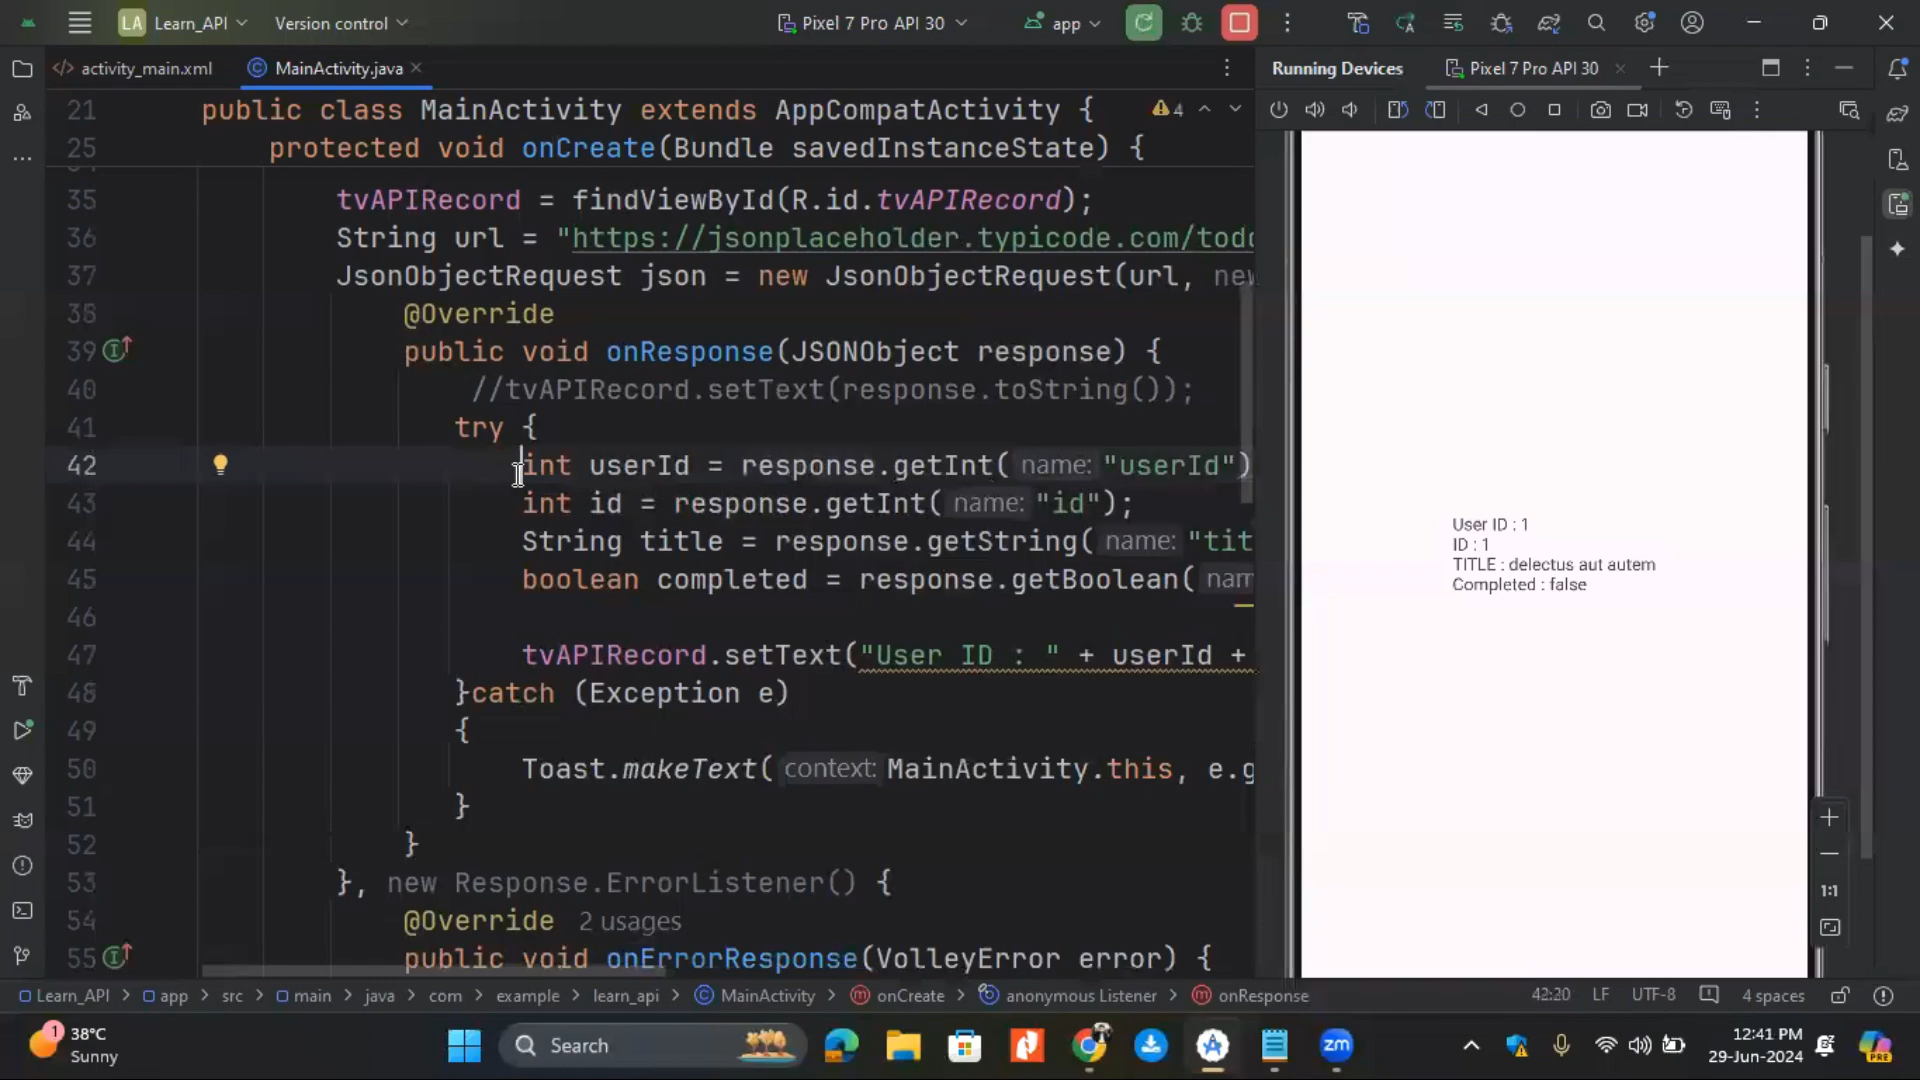 LA Learn_API Version control Pixel 7 Pro API 30 app
activity_main.xml MainActivity.java
Running Devices Pixel 7 Pro API 30
21 public class MainActivity extends AppCompatActivity { 4
25 protected void onCreate(Bundle savedInstanceState) {
35 tvAPIRecord = findViewById(R.id.tvAPIRecord);
36 String url = "https://jsonplaceholder.typicode.com/todo
37 JsonObjectRequest json = new JsonObjectRequest(url, new
38 @Override
39 public void onResponse(JSONObject response) {
40 //tvAPIRecord.setText(response.toString());
41 try {
42 int userId = response.getInt( name: "userId")
43 int id = response.getInt( name: "id");
44 String title = response.getString( name: "tit
45 boolean completed = response.getBoolean( nam
46
47 tvAPIRecord.setText("User ID : " + userId +
48 }catch (Exception e)
49 {
50 Toast.makeText( context: MainActivity.this, e.g
51 }
52 }
53 }, new Response.ErrorListener() {
54 @Override 2 usages
55 public void onErrorResponse(VolleyError error) {
User ID : 1
ID : 1
TITLE : delectus aut autem
Completed : false
1:1
Learn_API > app > src > main > java > com > example > learn_api > MainActivity > onCreate > anonymous Listener > onResponse
42:20 LF UTF-8 4 spaces
1 38°C
Sunny
Search
zm
12:41 PM
29-Jun-2024
PRE